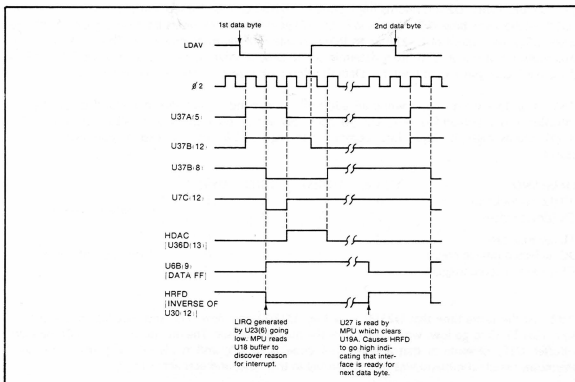 1st data byte
2nd data byte
LDAV
ø 2
U37A(5)
U37B(12)
U37B(8)
U7C(12)
HDAC
[U36D(13)]
U6B(9)
[DATA FF]
HRFD
[INVERSE OF
U30(12)]
LIRQ generated
by U23(6) going
low. MPU reads
U18 buffer to
discover reason
for interrupt.
U27 is read by
MPU which clears
U19A. Causes HRFD
to go high indi-
cating that inter-
face is ready for
next data byte.